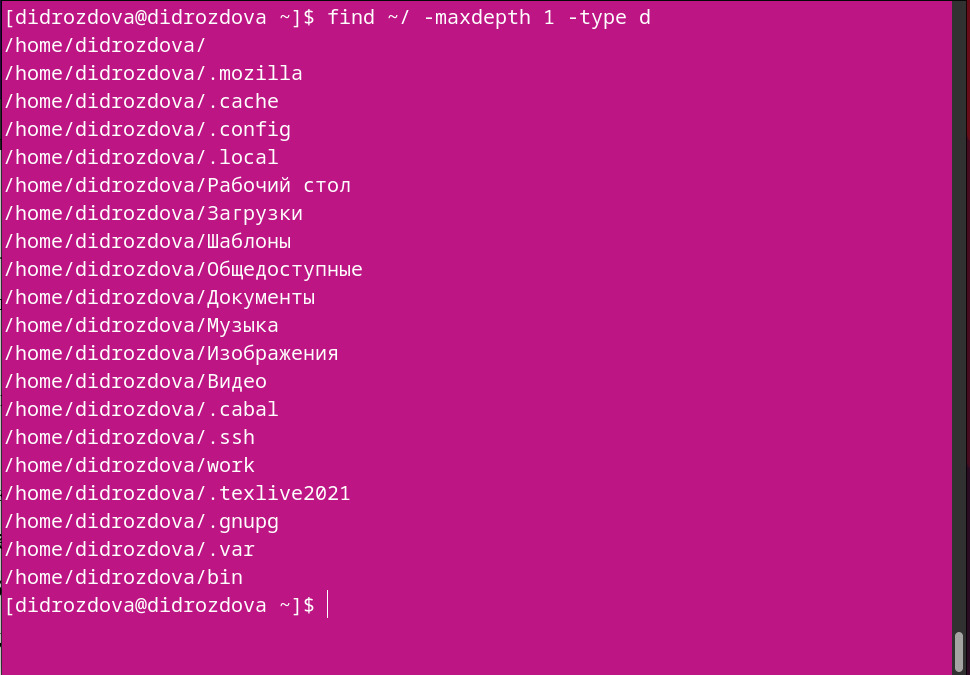 [didrozdova@didrozdova ~]$ find ~/ -maxdepth 1 -type d
/home/didrozdova/
/home/didrozdova/.mozilla
/home/didrozdova/.cache
/home/didrozdova/.config
/home/didrozdova/.local
/home/didrozdova/Рабочий стол
/home/didrozdova/Загрузки
/home/didrozdova/Шаблоны
/home/didrozdova/Общедоступные
/home/didrozdova/Документы
/home/didrozdova/Музыка
/home/didrozdova/Изображения
/home/didrozdova/Видео
/home/didrozdova/.cabal
/home/didrozdova/.ssh
/home/didrozdova/work
/home/didrozdova/.texlive2021
/home/didrozdova/.gnupg
/home/didrozdova/.var
/home/didrozdova/bin
[didrozdova@didrozdova ~]$